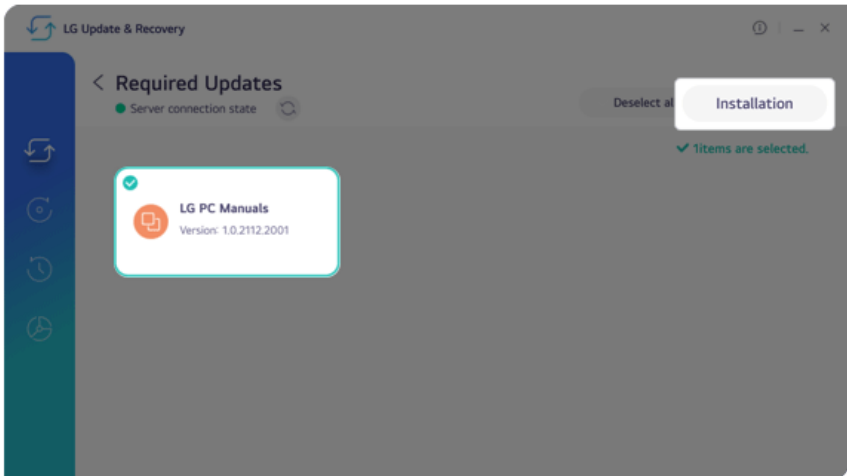 LG Update & Recovery
Required Updates
Server connection state
Deselect al
Installation
1items are selected.
LG PC Manuals
Version: 1.0.2112.2001